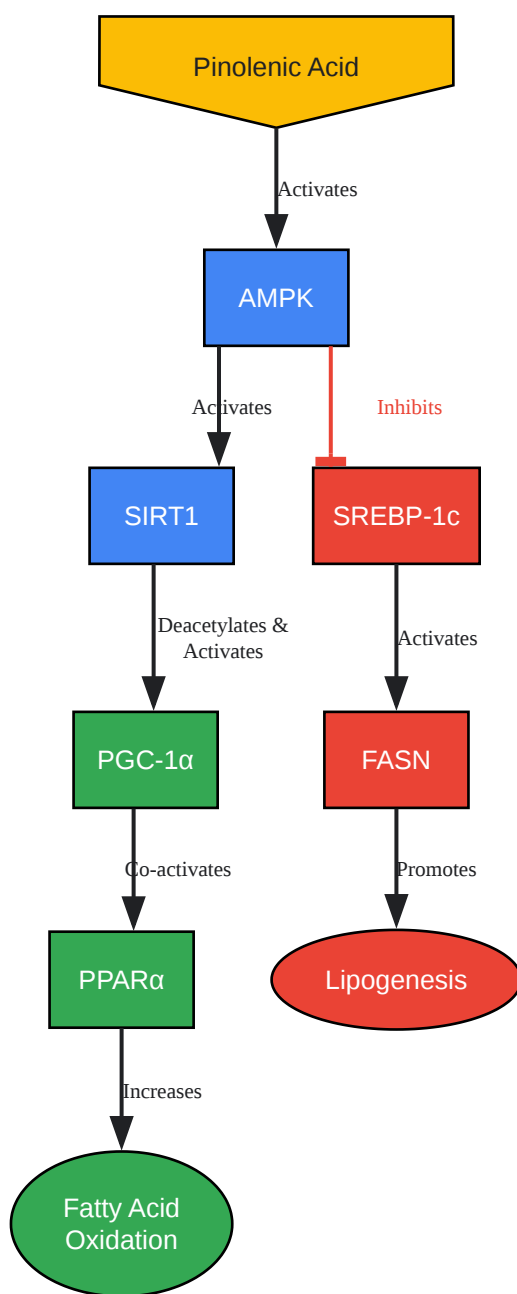 Pinolenic Acid
Activates
AMPK
Activates
Inhibits
SIRT1
SREBP-1c
Deacetylates &
Activates
Activates
PGC-1α
FASN
Co-activates
Promotes
PPARα
Lipogenesis
Increases
Fatty Acid
Oxidation